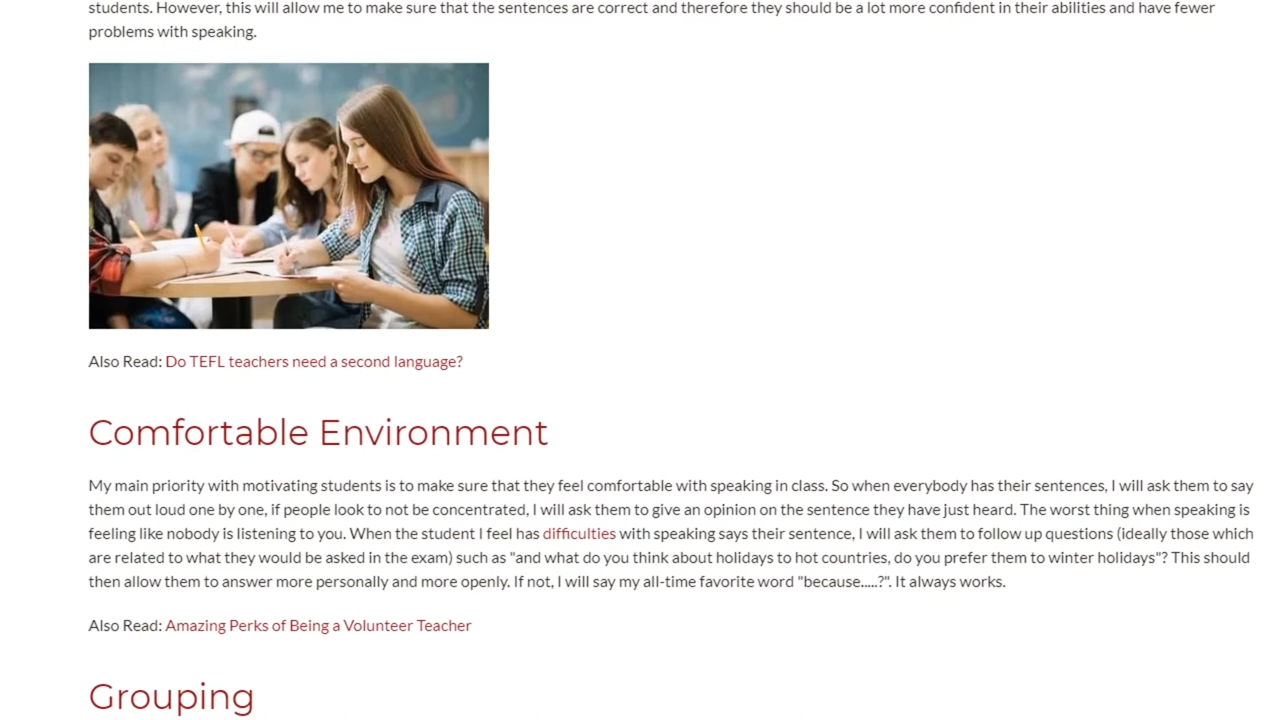 students. However, this will allow me to make sure that the sentences are correct and therefore they should be a lot more confident in their abilities and have fewer
problems with speaking.
Also Read: Do TEFL teachers need a second language?
Comfortable Environment
My main priority with motivating students is to make sure that they feel comfortable with speaking in class. So when everybody has their sentences, I will ask them to say
them out loud one by one, if people look to not be concentrated, I will ask them to give an opinion on the sentence they have just heard. The worst thing when speaking is
feeling like nobody is listening to you. When the student I feel has difficulties with speaking says their sentence, I will ask them to follow up questions (ideally those which
are related to what they would be asked in the exam) such as "and what do you think about holidays to hot countries, do you prefer them to winter holidays"? This should
then allow them to answer more personally and more openly. If not, I will say my all-time favorite word "because.....?". It always works.
Also Read: Amazing Perks of Being a Volunteer Teacher
Grouping